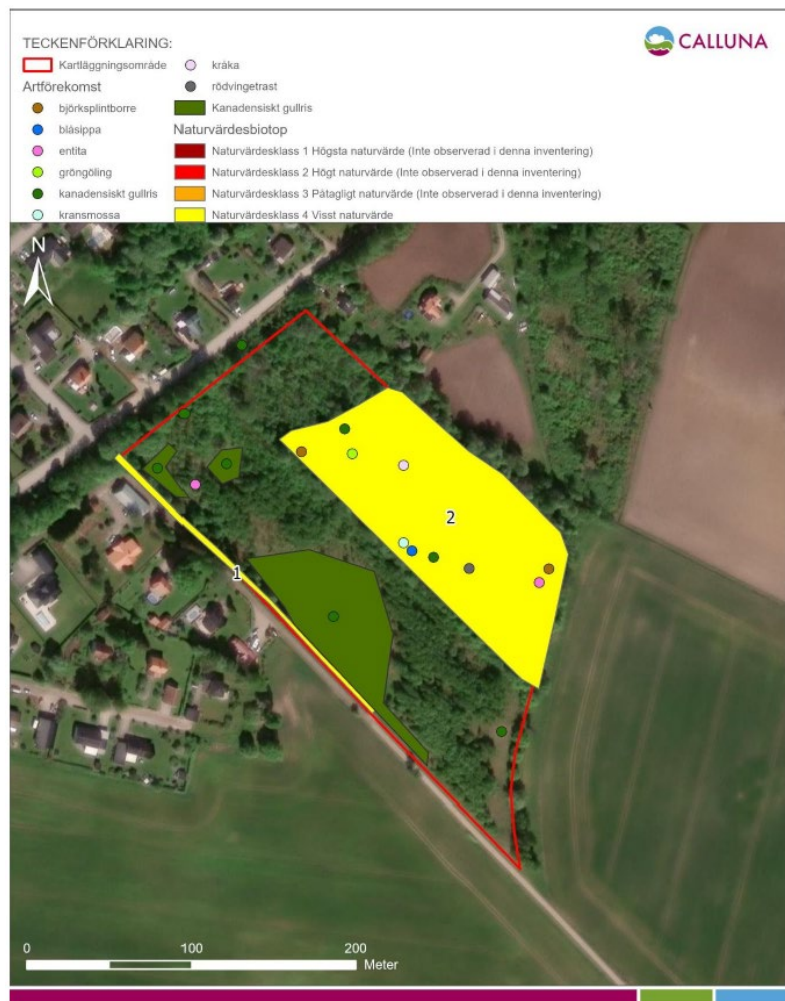 CALLUNA
TECKENFÖRKLARING:
Kartläggningsområde
Artförekomst
björksplintborre
blåsippa
entita
gröngöling
kanadensiskt gullris
kransmossa
kråka
rödvingetrast
Kanadensiskt gullris
Naturvärdesbiotop
Naturvärdesklass 1 Högsta naturvärde (Inte observerad i denna inventering)
Naturvärdesklass 2 Högt naturvärde (Inte observerad i denna inventering)
Naturvärdesklass 3 Påtagligt naturvärde (Inte observerad i denna inventering)
Naturvärdesklass 4 Visst naturvärde
N
2
1
0 100 200
Meter